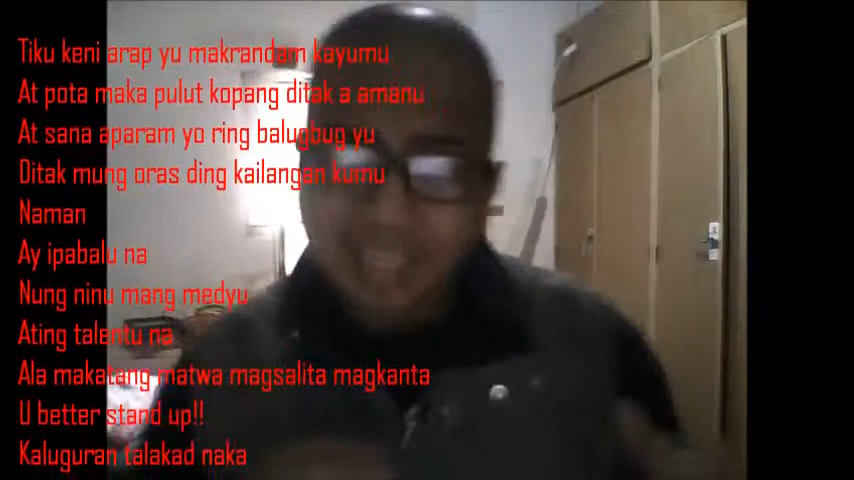 Tiku keni arap yu makrandam kayumu
At pota maka pulut kopang ditak a amanu
At sana aparam yo ring balugbug yu
Ditak mung oras ding kailangan kumu
Naman
Ay ipabalu na
Nung ninu mang medyu
Ating talentu na
Ala makatang matwa magsalita magkanta
U better stand up!!
Kaluguran talakad naka